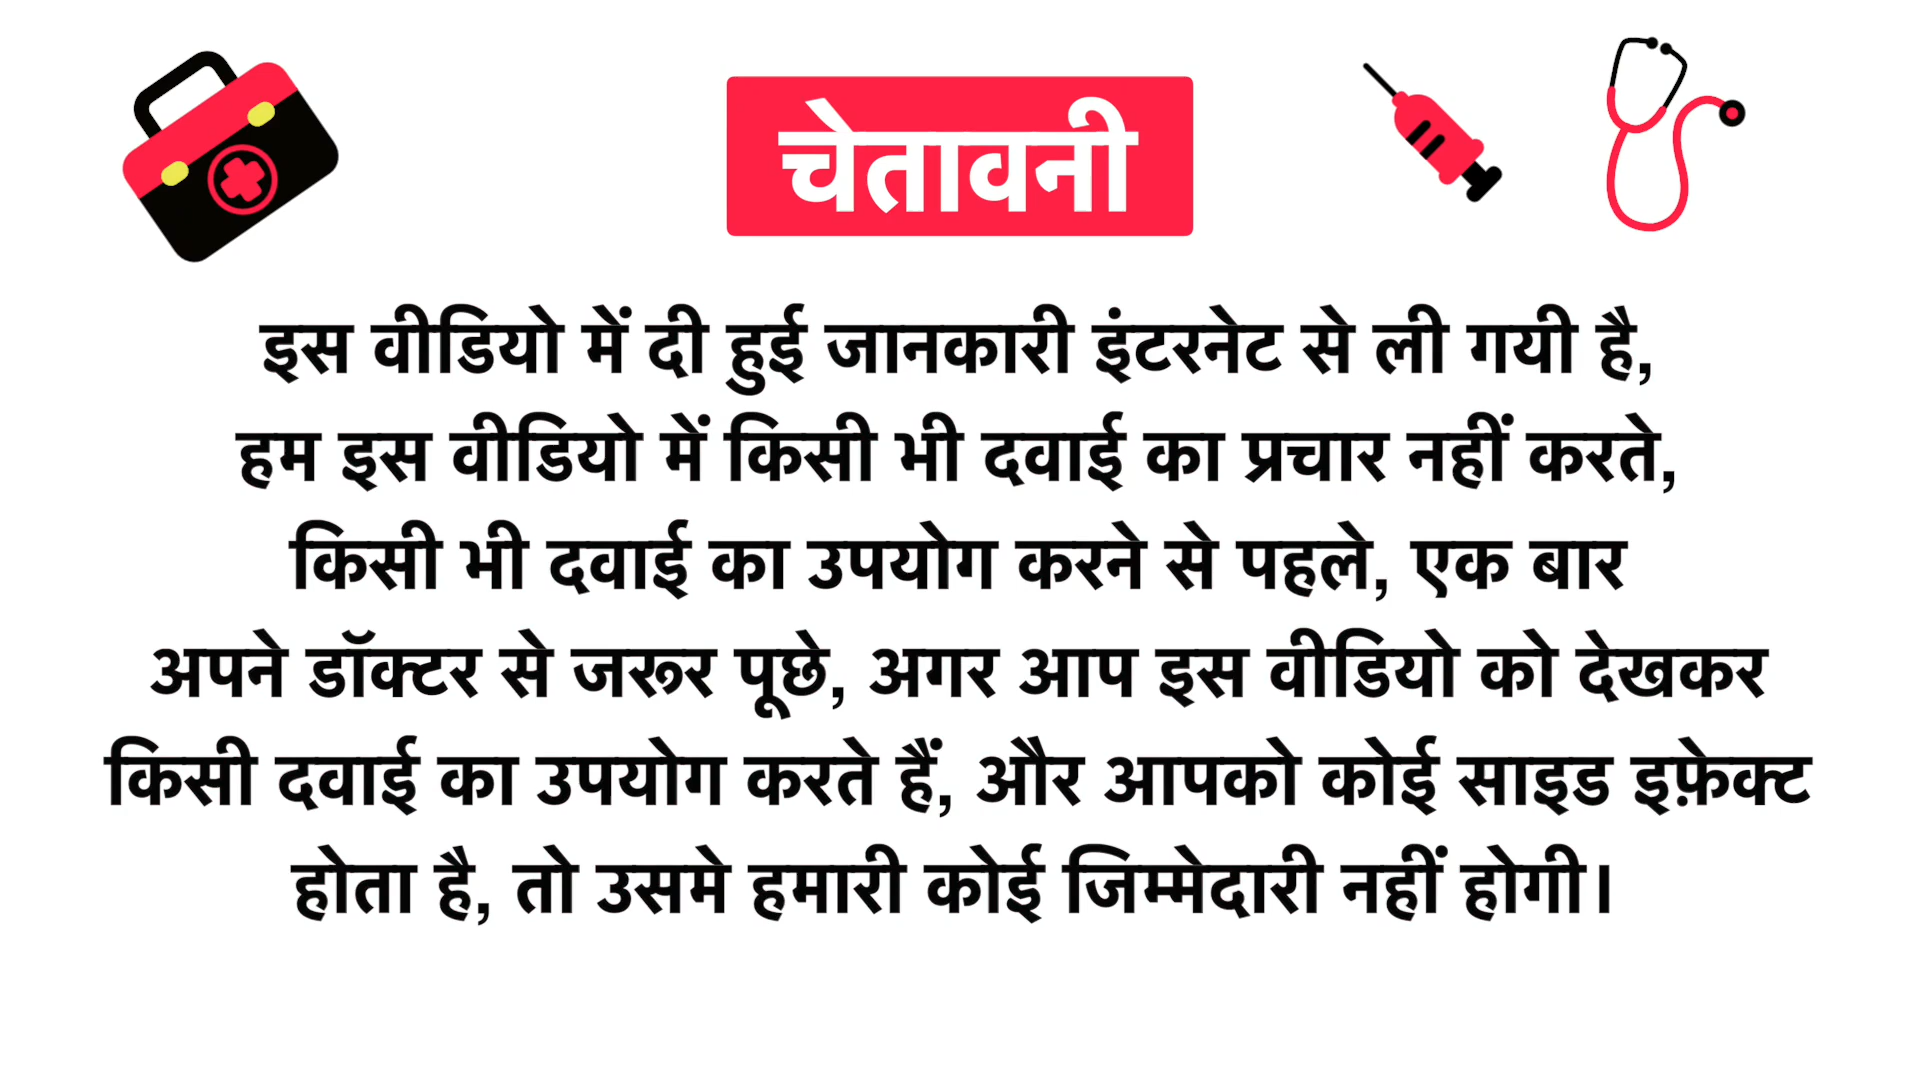 चेतावनी
इस वीडियो में दी हुई जानकारी इंटरनेट से ली गयी है,
हम इस वीडियो में किसी भी दवाई का प्रचार नहीं करते,
किसी भी दवाई का उपयोग करने से पहले, एक बार
अपने डॉक्टर से जरूर पूछे, अगर आप इस वीडियो को देखकर
किसी दवाई का उपयोग करते हैं, और आपको कोई साइड इफ़ेक्ट
होता है, तो उसमे हमारी कोई जिम्मेदारी नहीं होगी।